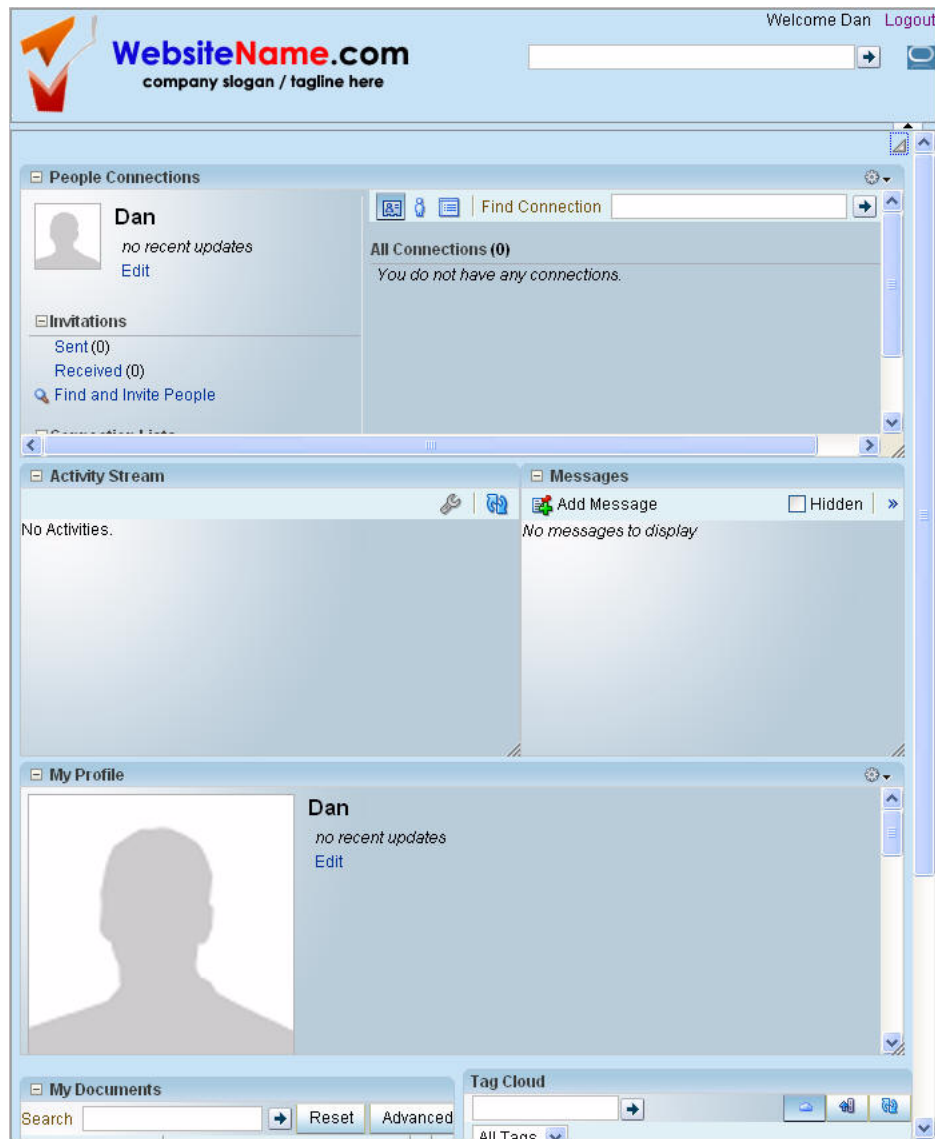 Welcome Dan Logout
WebsiteName.com
company slogan / tagline here
People Connections
Dan
no recent updates
Edit
Find Connection
All Connections (0)
You do not have any connections.
Invitations
Sent (0)
Received (0)
Find and Invite People
Connection Lists
Activity Stream
No Activities.
Messages
Add Message Hidden »
No messages to display
My Profile
Dan
no recent updates
Edit
My Documents
Search Reset Advanced
Tag Cloud
All Tags